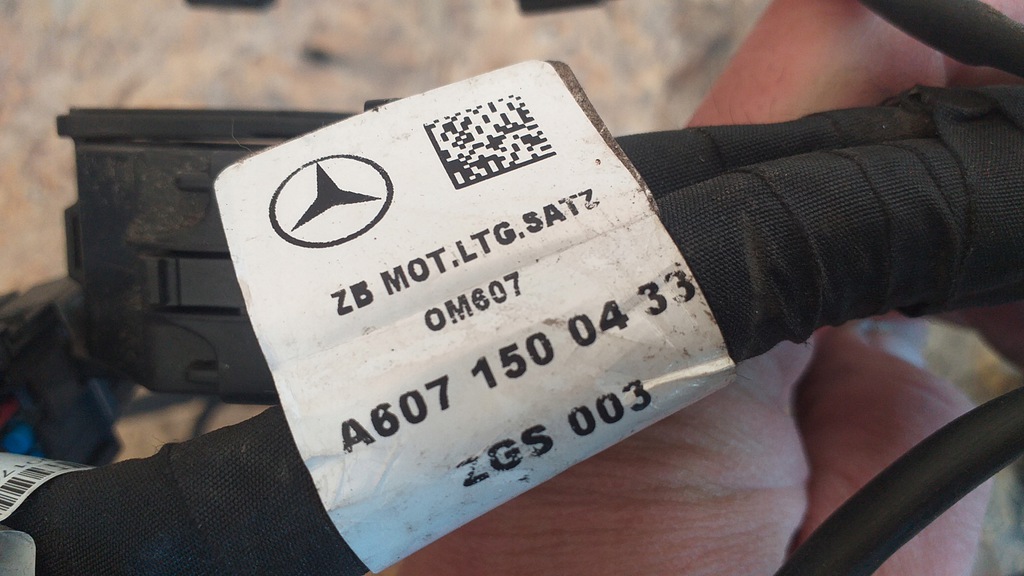 ZB MOT.LTG.SATZ
OM607
A607 150 04 33
ZGS 003